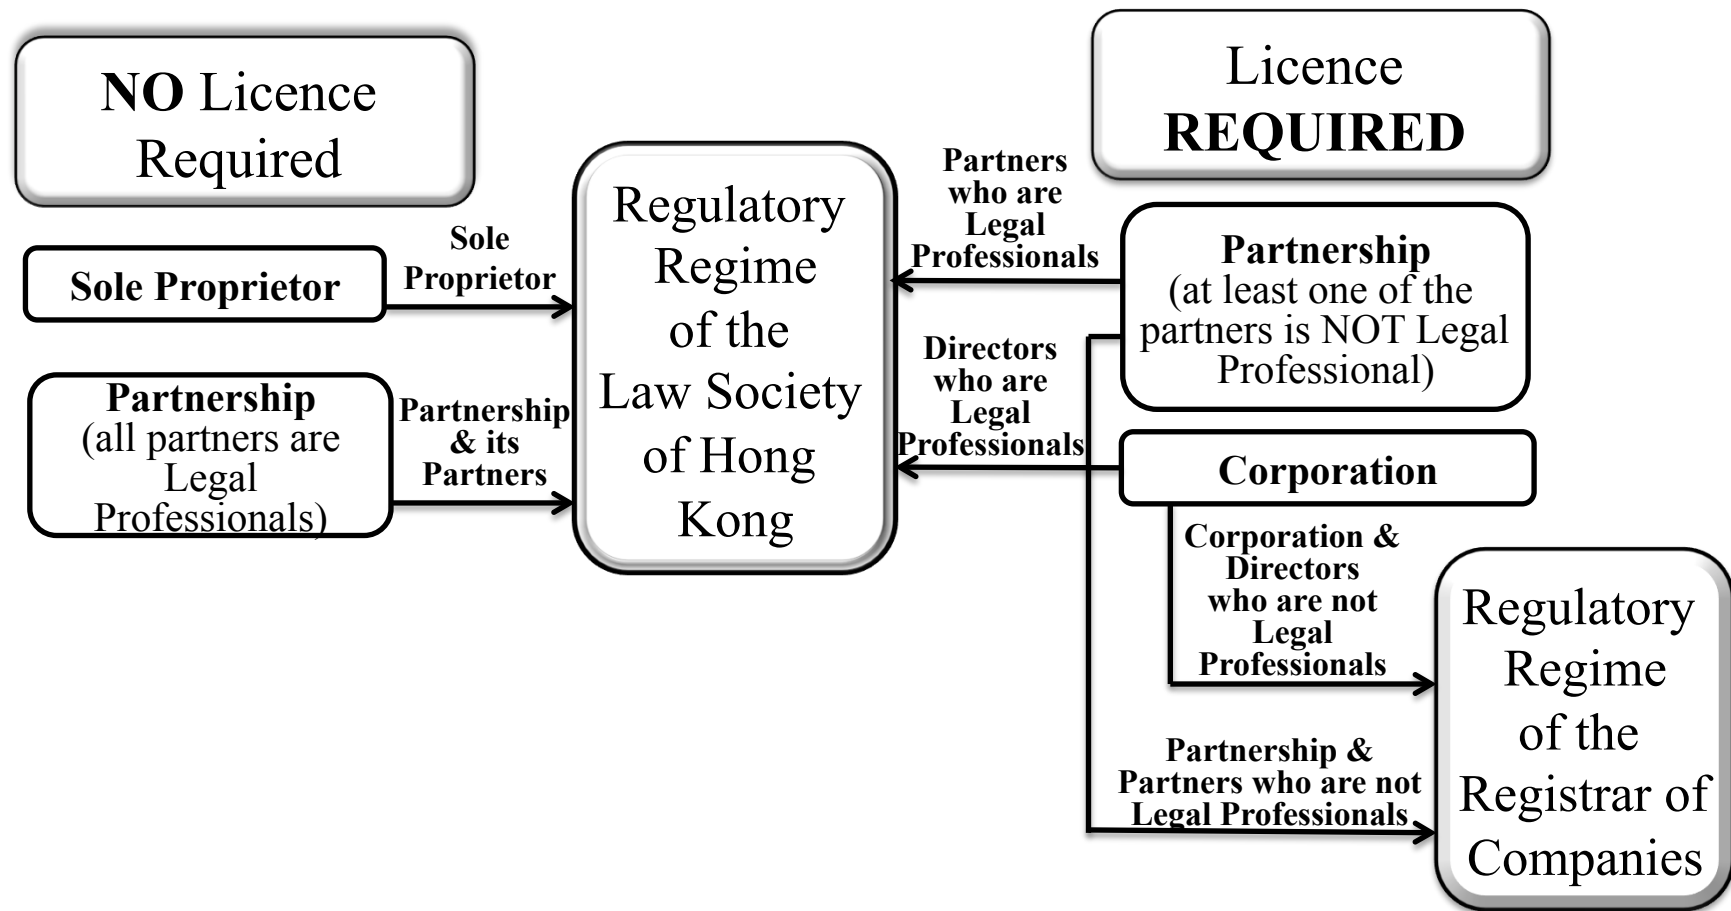 NO Licence
Required
Licence
REQUIRED
Sole
Proprietor
Sole Proprietor
Partnership
(all partners are
Legal
Professionals)
Partnership
& its
Partners
Regulatory
Regime
of the
Law Society
of Hong
Kong
Partners
who are
Legal
Professionals
Directors
who are
Legal
Professionals
Partnership
(at least one of the
partners is NOT Legal
Professional)
Corporation
Corporation &
Directors
who are not
Legal
Professionals
Partnership &
Partners who are not
Legal Professionals
Regulatory
Regime
of the
Registrar of
Companies